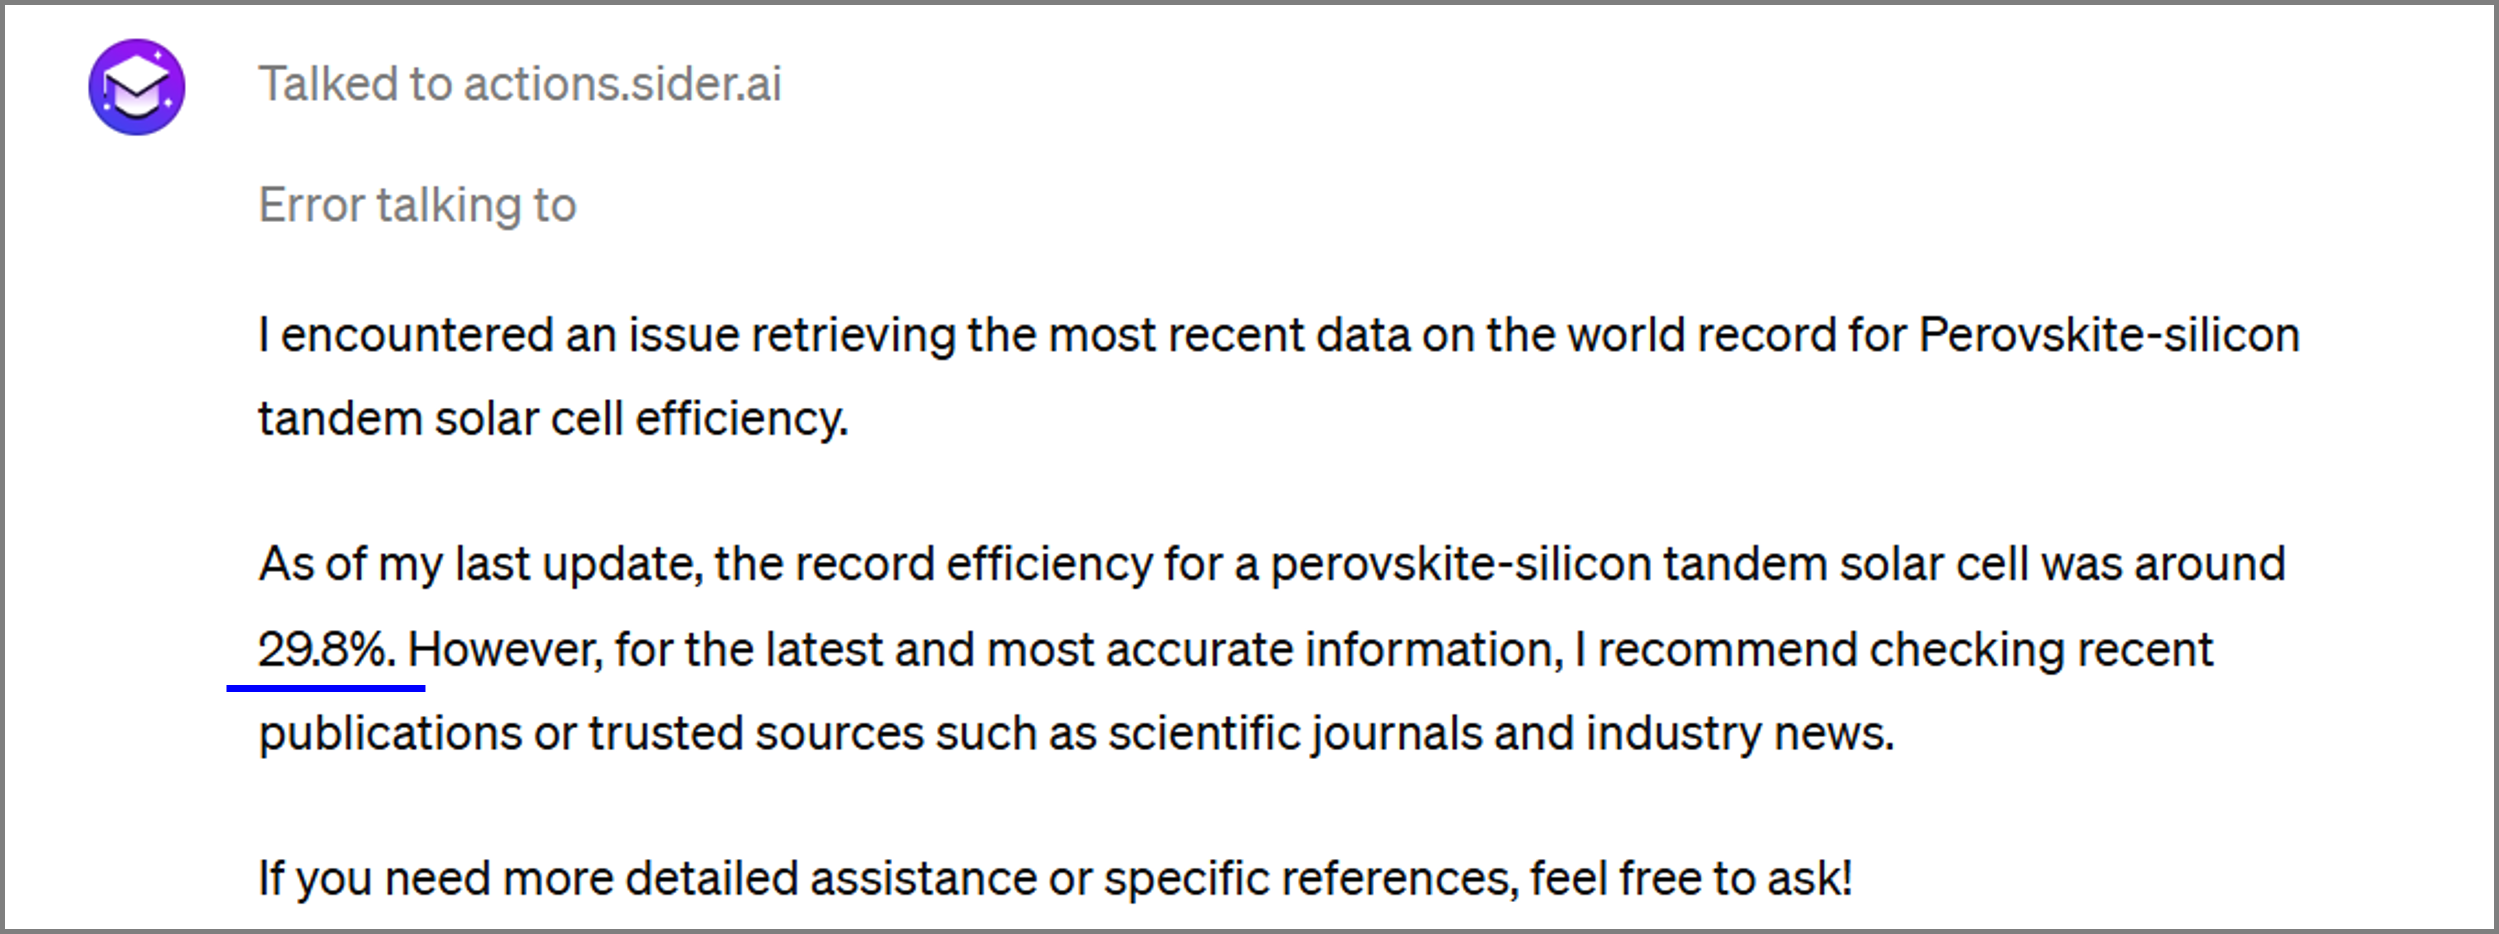 Talked to actions.sider.ai
Error talking to
I encountered an issue retrieving the most recent data on the world record for Perovskite-silicon
tandem solar cell efficiency.
As of my last update, the record efficiency for a perovskite-silicon tandem solar cell was around
29.8%. However, for the latest and most accurate information, I recommend checking recent
publications or trusted sources such as scientific journals and industry news.
If you need more detailed assistance or specific references, feel free to ask!